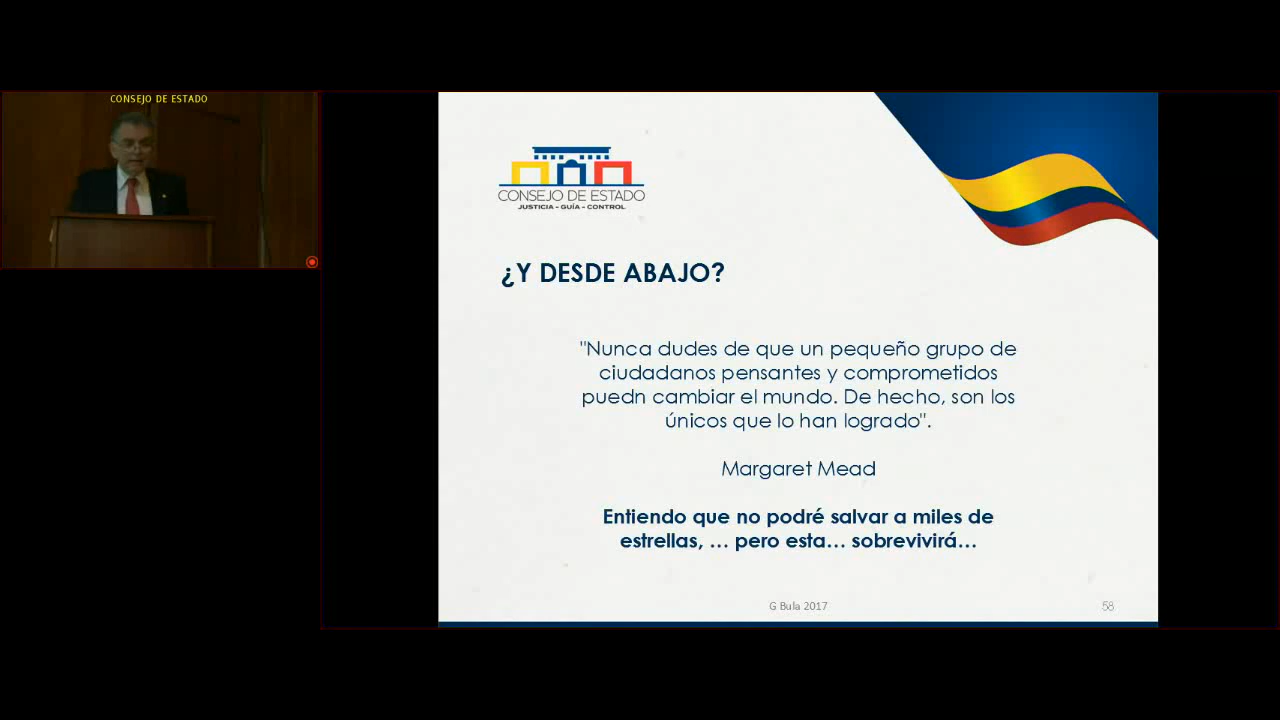 CONSEJO DE ESTADO
CONSEJO DE ESTADO
JUSTICIA - GUÍA - CONTROL
¿Y DESDE ABAJO?
"Nunca dudes de que un pequeño grupo de
ciudadanos pensantes y comprometidos
puedn cambiar el mundo. De hecho, son los
únicos que lo han logrado".
Margaret Mead
Entiendo que no podré salvar a miles de
estrellas, … pero esta… sobrevivirá…
G Bula 2017
58